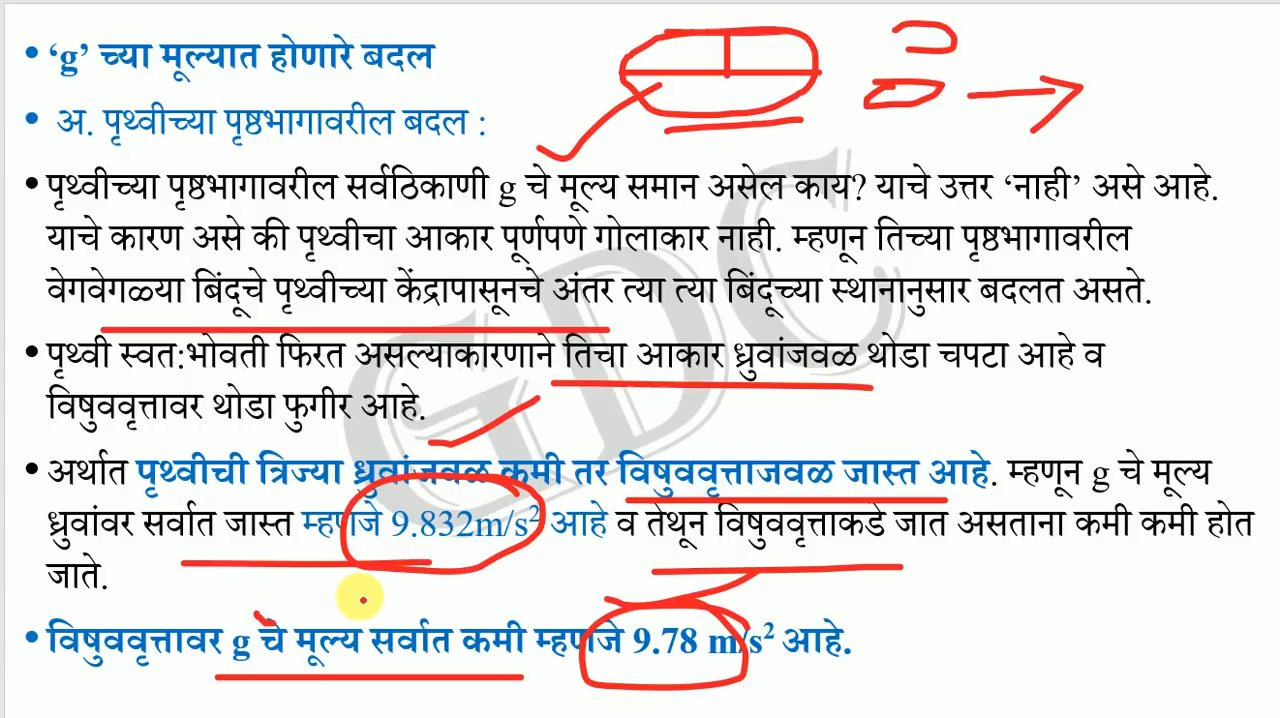 • ‘g’ च्या मूल्यात होणारे बदल
• अ. पृथ्वीच्या पृष्ठभागावरील बदल :
• पृथ्वीच्या पृष्ठभागावरील सर्वठिकाणी g चे मूल्य समान असेल काय? याचे उत्तर ‘नाही’ असे आहे.
याचे कारण असे की पृथ्वीचा आकार पूर्णपणे गोलाकार नाही. म्हणून तिच्या पृष्ठभागावरील
वेगवेगळ्या बिंदूचे पृथ्वीच्या केंद्रापासूनचे अंतर त्या त्या बिंदूच्या स्थानानुसार बदलत असते.
• पृथ्वी स्वत:भोवती फिरत असल्याकारणाने तिचा आकार ध्रुवांजवळ थोडा चपटा आहे व
विषुववृत्तावर थोडा फुगीर आहे.
• अर्थात पृथ्वीची त्रिज्या ध्रुवांजवळ कमी तर विषुववृत्ताजवळ जास्त आहे. म्हणून g चे मूल्य
ध्रुवांवर सर्वात जास्त म्हणजे 9.832m/s² आहे व तेथून विषुववृत्ताकडे जात असताना कमी कमी होत
जाते.
• विषुववृत्तावर g चे मूल्य सर्वात कमी म्हणजे 9.78 m/s² आहे.
GDC